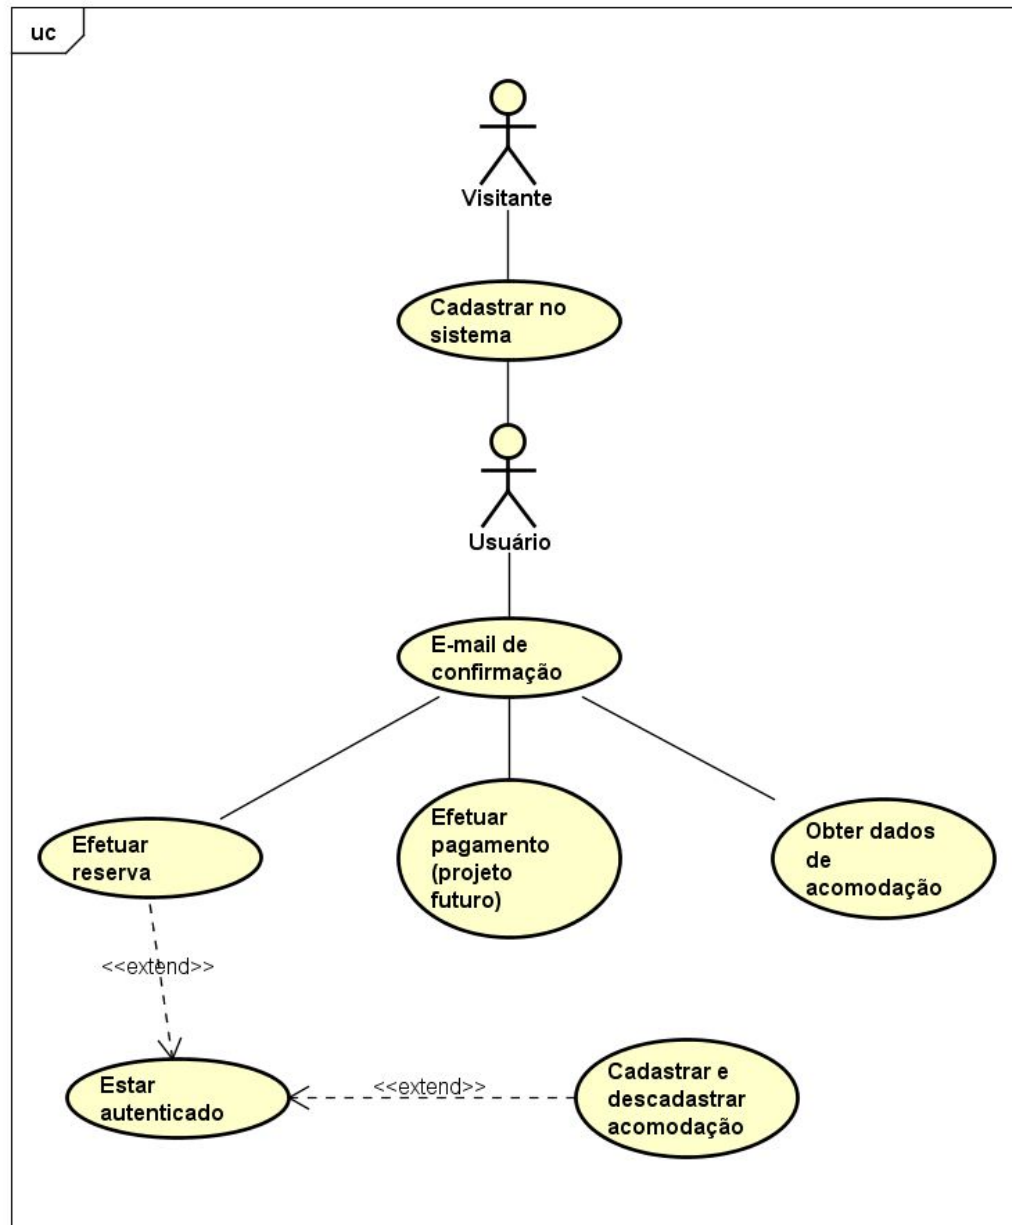 uc
Visitante
Cadastrar no
sistema
Usuário
E-mail de
confirmação
Efetuar
reserva
Efetuar
pagamento
(projeto
futuro)
Obter dados
de
acomodação
<<extend>>
Estar
autenticado
<<extend>>
Cadastrar e
descadastrar
acomodação